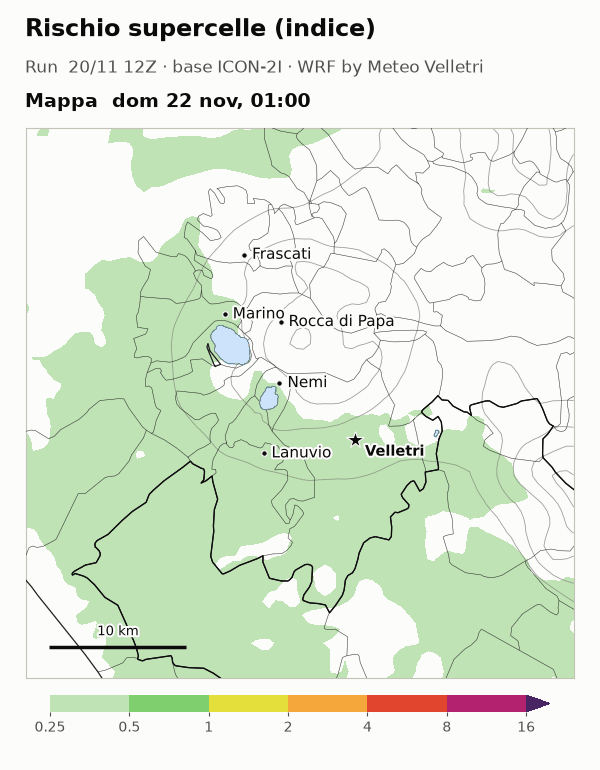 Rischio supercelle (indice)
Run  20/11 12Z · base ICON-2I · WRF by Meteo Velletri
Mappa  dom 22 nov, 01:00
Frascati
Marino
Rocca di Papa
Nemi
Velletri
Lanuvio
10 km
0.25 0.5 1 2 4 8 16